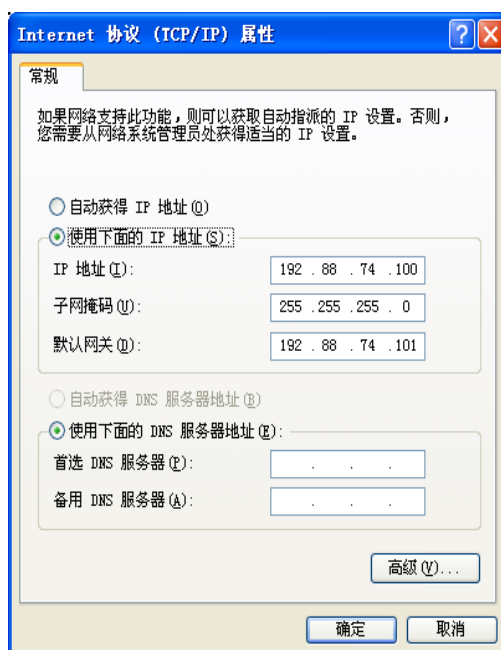 Internet 协议 (TCP/IP) 属性
常规
如果网络支持此功能，则可以获取自动指派的 IP 设置。否则，
您需要从网络系统管理员处获得适当的 IP 设置。
自动获得 IP 地址(O)
使用下面的 IP 地址(S):
IP 地址(I): 192 . 88 . 74 . 100
子网掩码(U): 255 . 255 . 255 . 0
默认网关(D): 192 . 88 . 74 . 101
自动获得 DNS 服务器地址(B)
使用下面的 DNS 服务器地址(E):
首选 DNS 服务器(P): . . .
备用 DNS 服务器(A): . . .
高级(V)...
确定 取消